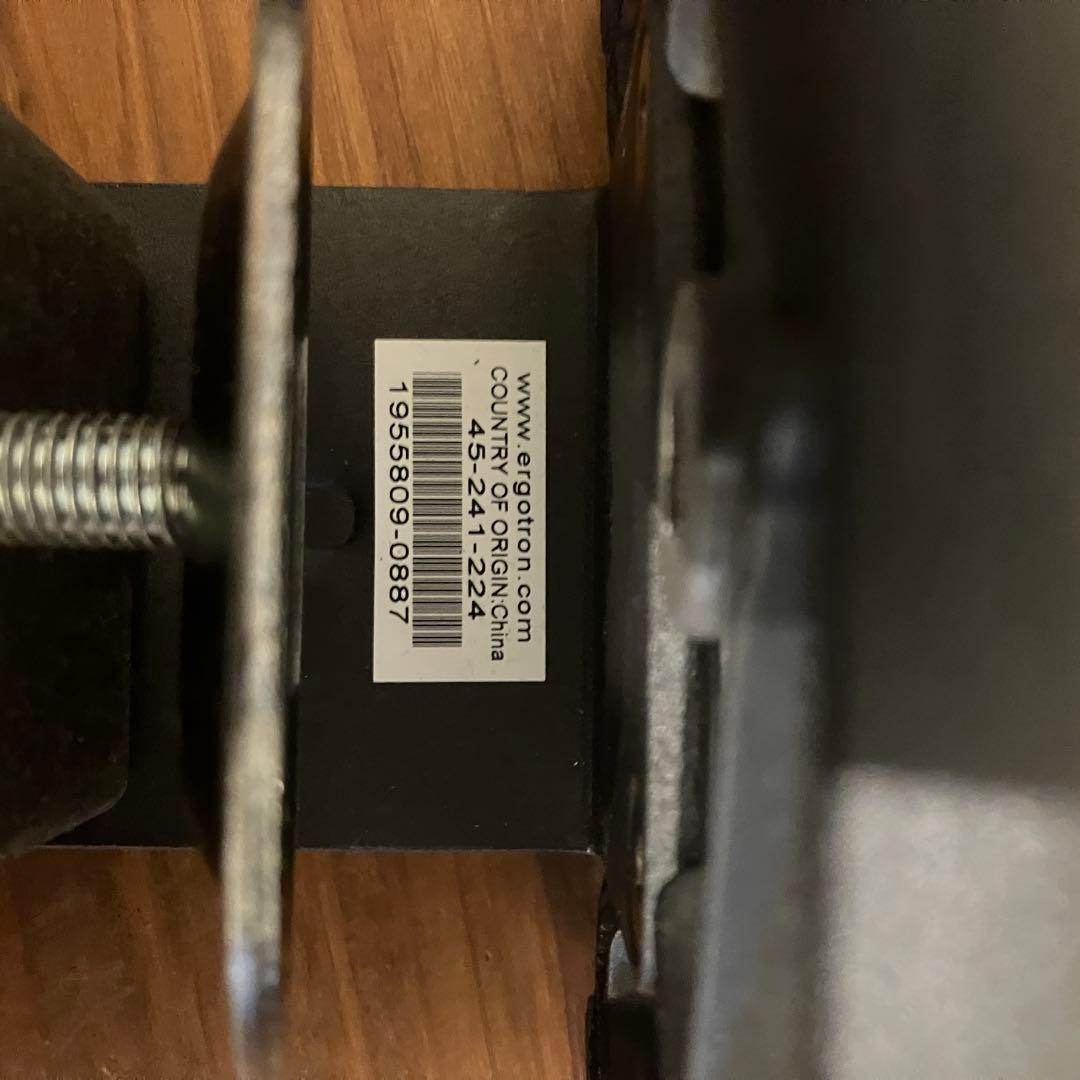 www.ergotron.com
COUNTRY OF ORIGIN:China
45-241-224
1955809-0887